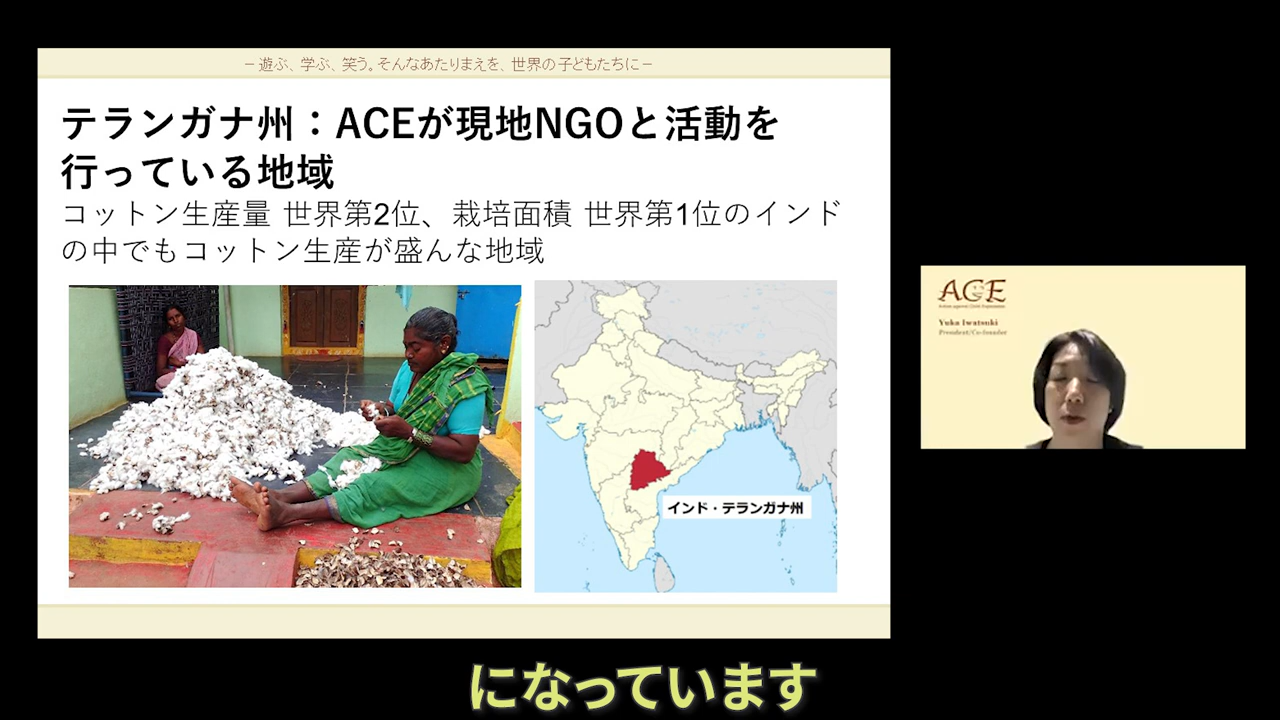 －遊ぶ、学ぶ、笑う。そんなあたりまえを、世界の子どもたちに－
テランガナ州：ACEが現地NGOと活動を
行っている地域
コットン生産量 世界第2位、栽培面積 世界第1位のインド
の中でもコットン生産が盛んな地域
インド・テランガナ州
ACE
Yuka Iwatsuki
President/Co-founder
になっています